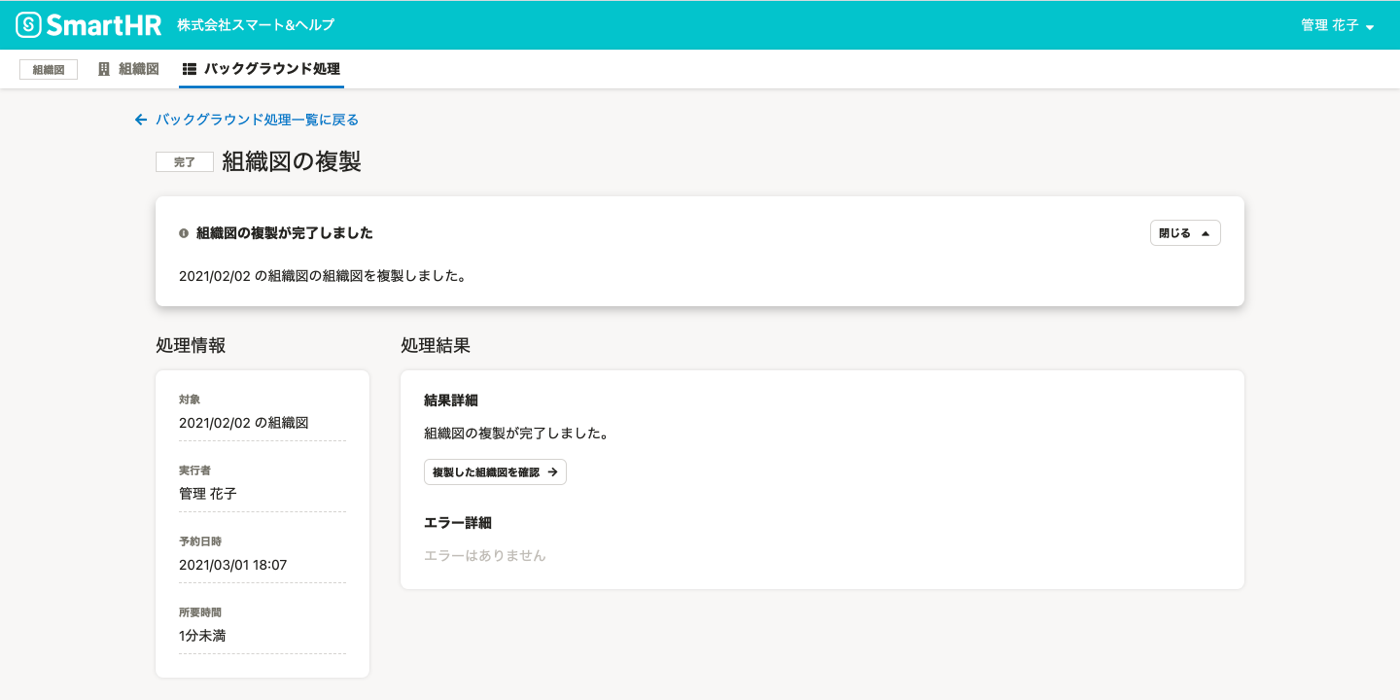 SmartHR 株式会社スマート&ヘルプ 管理 花子
組織図 組織図 バックグラウンド処理
バックグラウンド処理一覧に戻る
完了 組織図の複製
組織図の複製が完了しました 閉じる
2021/02/02 の組織図の組織図を複製しました。
処理情報
対象
2021/02/02 の組織図
実行者
管理 花子
予約日時
2021/03/01 18:07
所要時間
1分未満
処理結果
結果詳細
組織図の複製が完了しました。
複製した組織図を確認
エラー詳細
エラーはありません